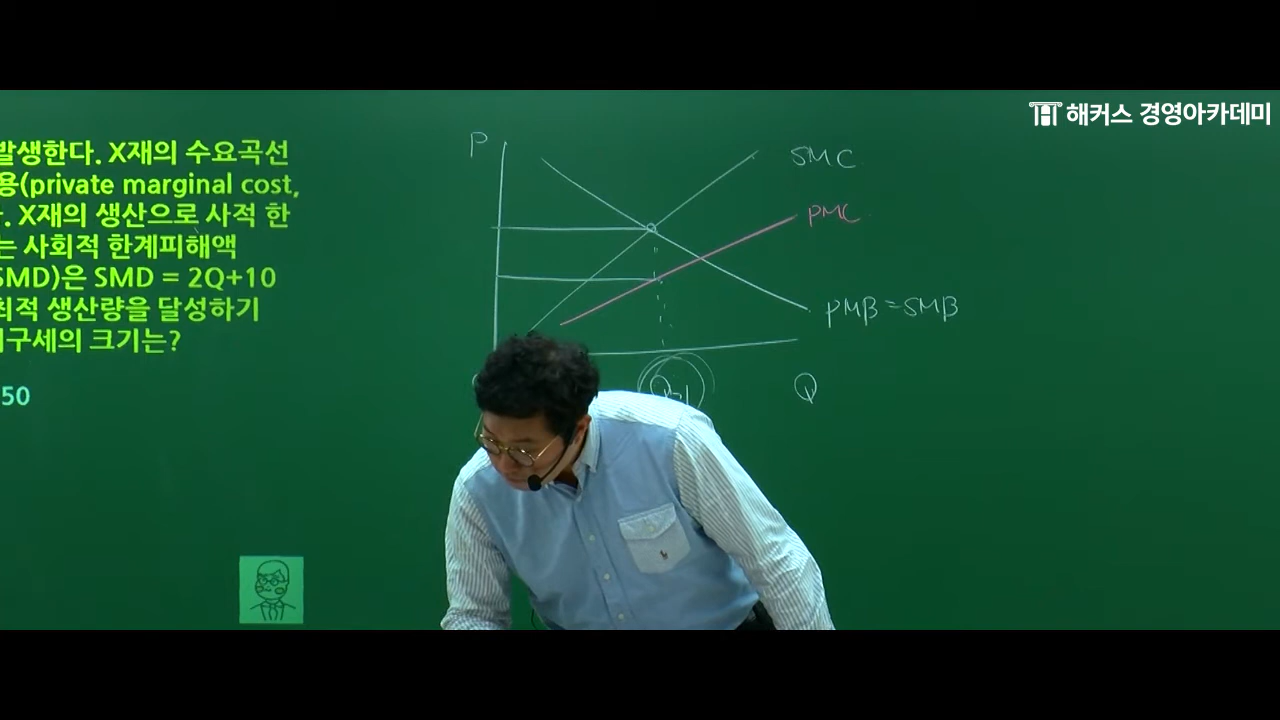 해커스 경영아카데미
발생한다. X재의 수요곡선
용(private marginal cost,
. X재의 생산으로 사적 한
는 사회적 한계피해액
SMD)은 SMD = 2Q+10
최적 생산량을 달성하기
구세의 크기는?
50
P
SMC
PMC
PMB=SMB
Q